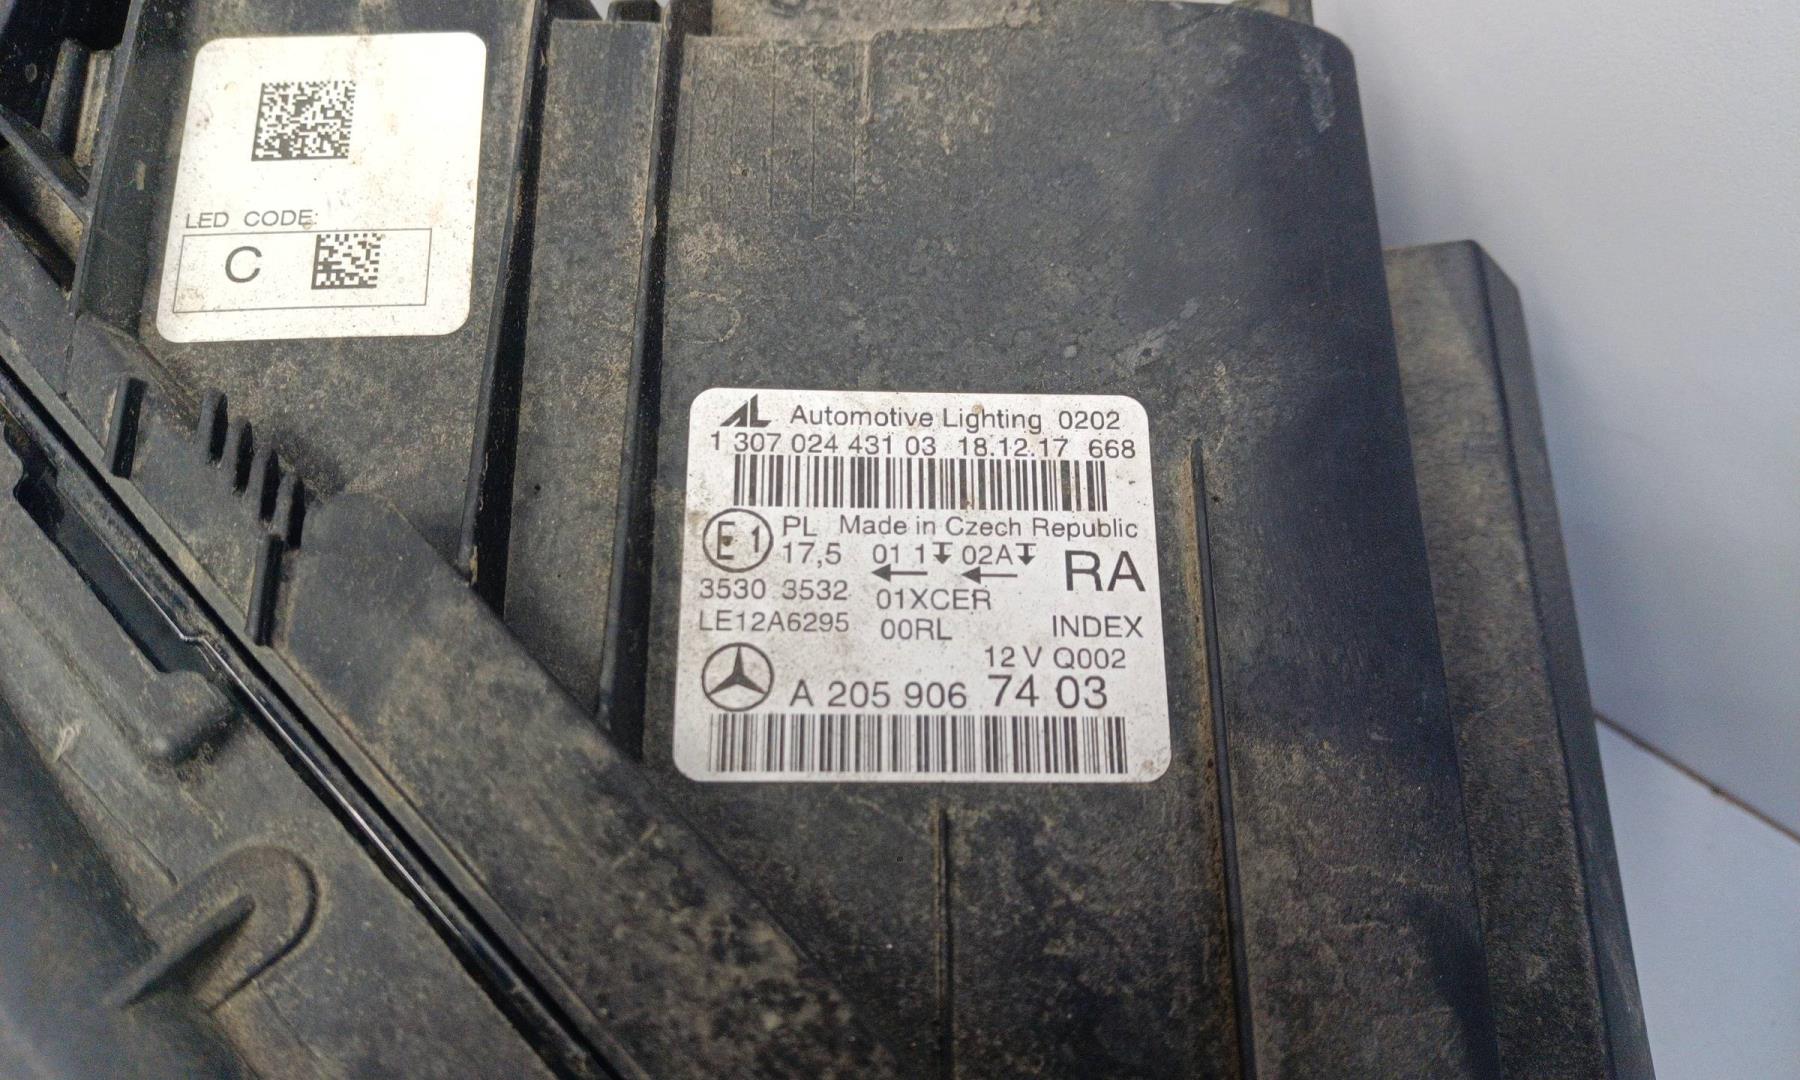 LED CODE:
C
AL Automotive Lighting 0202
1 307 024 431 03 18.12.17 668
E1 PL Made in Czech Republic
17,5 01 1 02A RA
3530 3532 01XCER
LE12A6295 00RL INDEX
12 V Q002
A 205 906 74 03